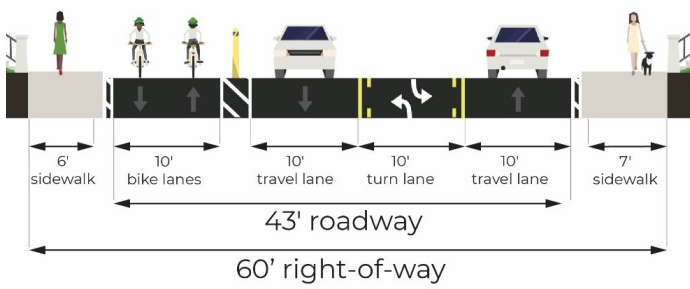 6' 10' 10' 10' 10' 7'
sidewalk bike lanes travel lane turn lane travel lane sidewalk
43' roadway
60’ right-of-way